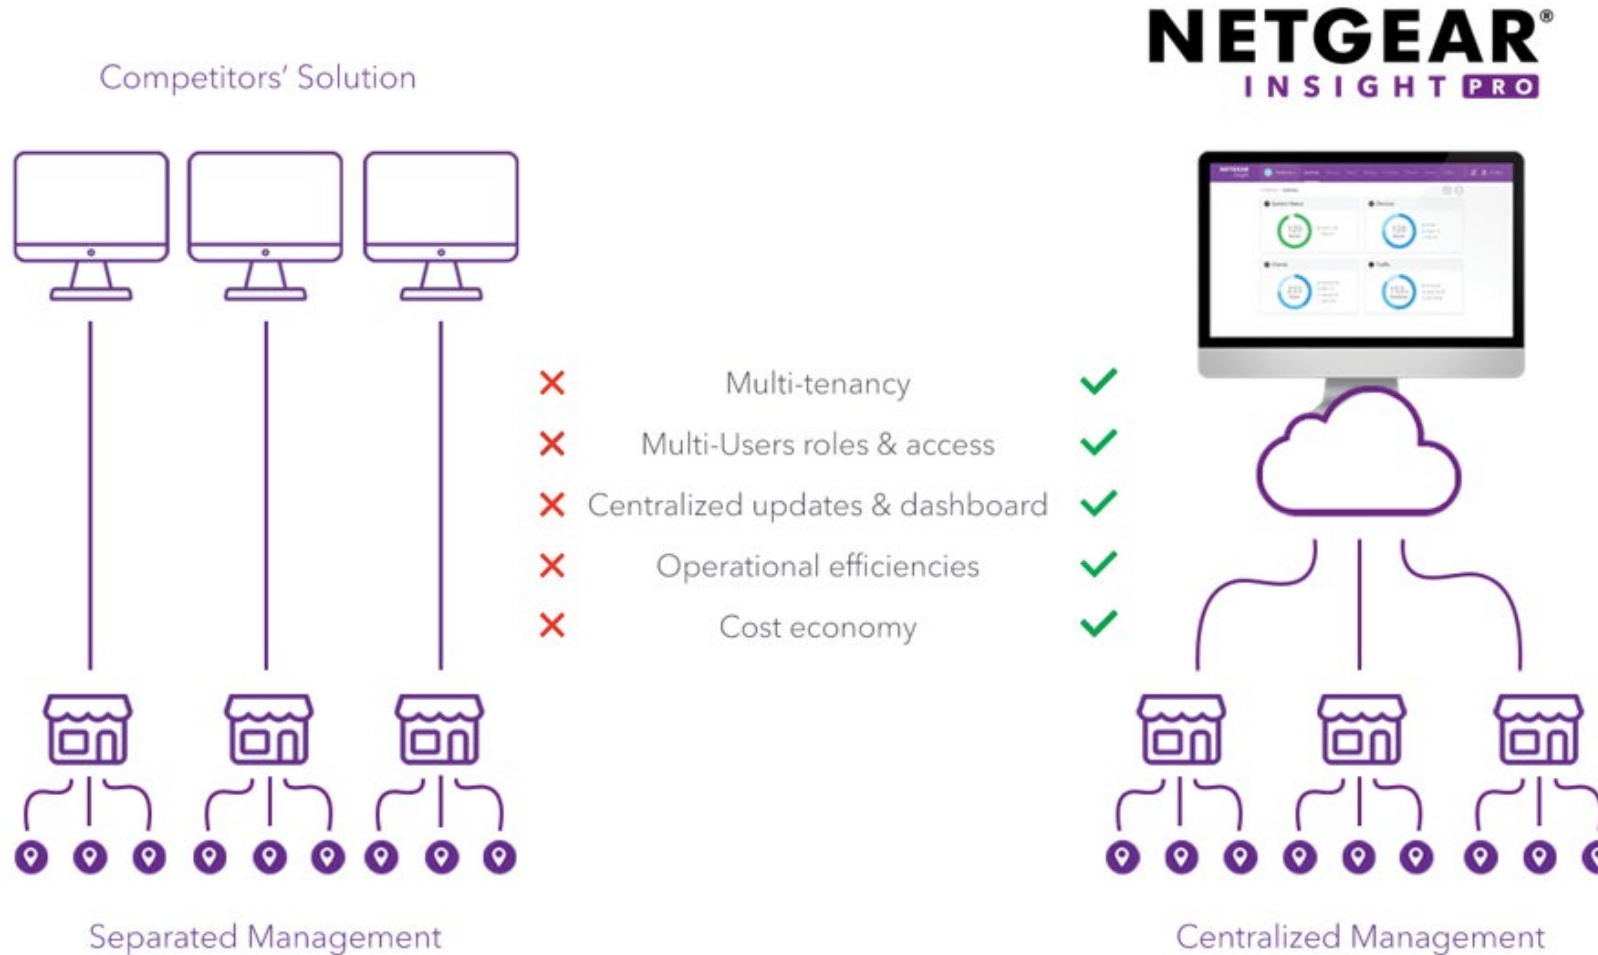 NETGEAR®
INSIGHT PRO
Competitors' Solution
NETGEAR
Multi-tenancy
Multi-Users roles & access
Centralized updates & dashboard
Operational efficiencies
Cost economy
Separated Management
Centralized Management